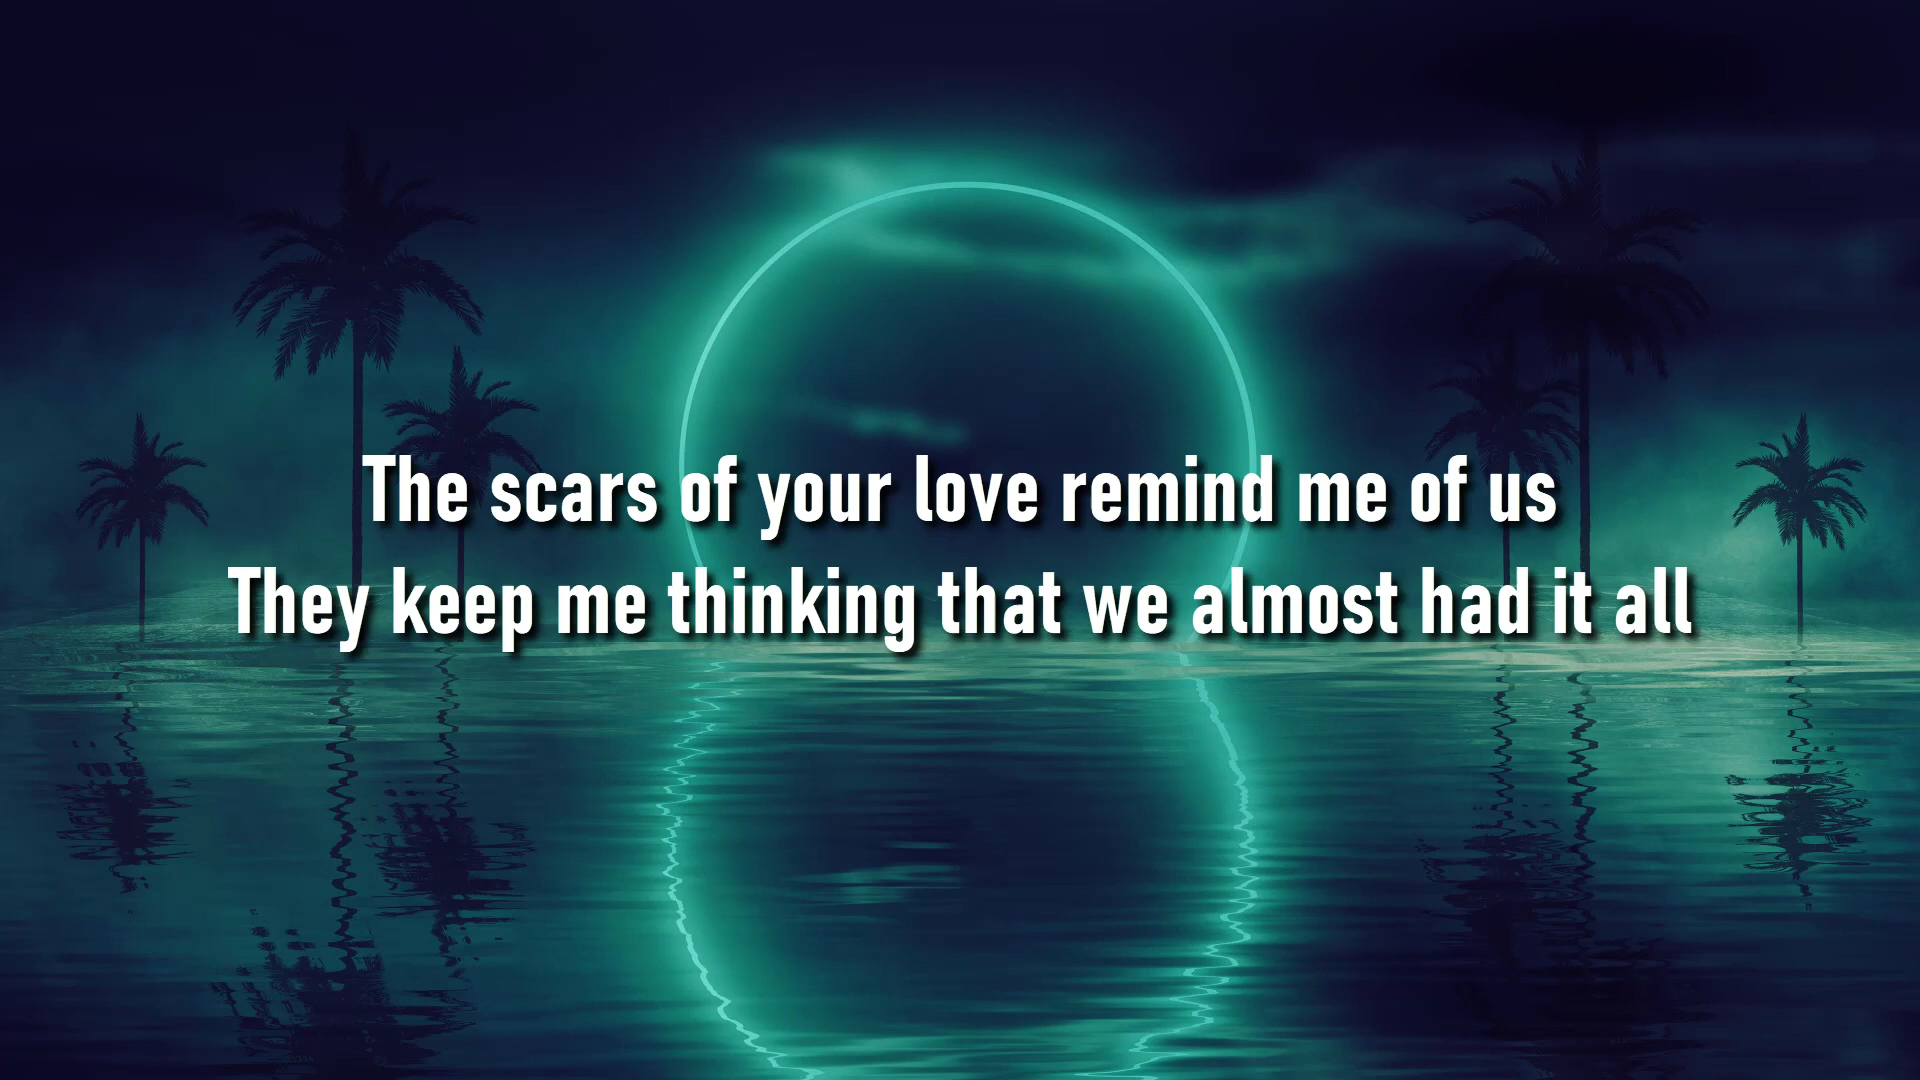 The scars of your love remind me of us
They keep me thinking that we almost had it all